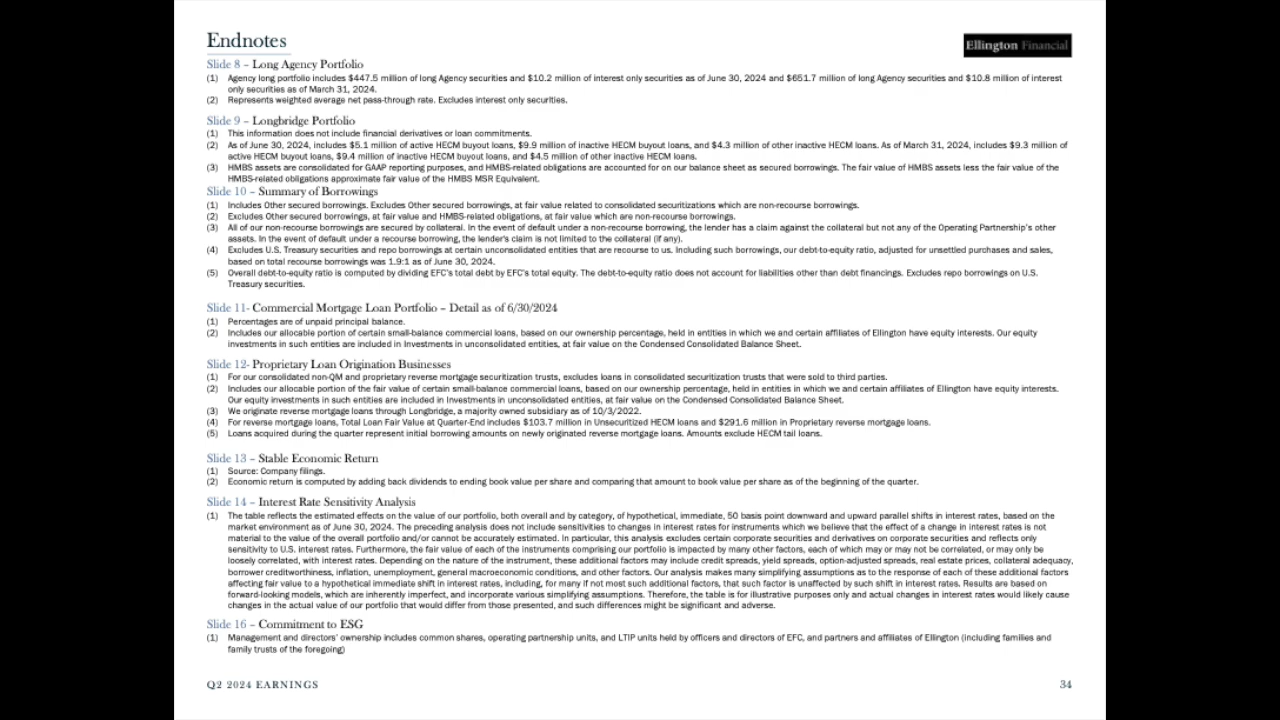 Endnotes
Ellington Financial
Slide 8 – Long Agency Portfolio
(1) Agency long portfolio includes $447.5 million of long Agency securities and $10.2 million of interest only securities as of June 30, 2024 and $651.7 million of long Agency securities and $10.8 million of interest
only securities as of March 31, 2024.
(2) Represents weighted average net pass-through rate. Excludes interest only securities.
Slide 9 – Longbridge Portfolio
(1) This information does not include financial derivatives or loan commitments.
(2) As of June 30, 2024, includes $5.1 million of active HECM buyout loans, $9.9 million of inactive HECM buyout loans, and $4.3 million of other inactive HECM loans. As of March 31, 2024, includes $9.3 million of
active HECM buyout loans, $9.4 million of inactive HECM buyout loans, and $4.5 million of other inactive HECM loans.
(3) HMBS assets are consolidated for GAAP reporting purposes, and HMBS-related obligations are accounted for on our balance sheet as secured borrowings. The fair value of HMBS assets less the fair value of the
HMBS-related obligations approximate fair value of the HMBS MSR Equivalent.
Slide 10 – Summary of Borrowings
(1) Includes Other secured borrowings. Excludes Other secured borrowings, at fair value related to consolidated securitizations which are non-recourse borrowings.
(2) Excludes Other secured borrowings, at fair value and HMBS-related obligations, at fair value which are non-recourse borrowings.
(3) All of our non-recourse borrowings are secured by collateral. In the event of default under a non-recourse borrowing, the lender has a claim against the collateral but not any of the Operating Partnership's other
assets. In the event of default under a recourse borrowing, the lender's claim is not limited to the collateral (if any).
(4) Excludes U.S. Treasury securities and repo borrowings at certain unconsolidated entities that are recourse to us. Including such borrowings, our debt-to-equity ratio, adjusted for unsettled purchases and sales,
based on total recourse borrowings was 1.9:1 as of June 30, 2024.
(5) Overall debt-to-equity ratio is computed by dividing EFC's total debt by EFC's total equity. The debt-to-equity ratio does not account for liabilities other than debt financings. Excludes repo borrowings on U.S.
Treasury securities.
Slide 11- Commercial Mortgage Loan Portfolio – Detail as of 6/30/2024
(1) Percentages are of unpaid principal balance.
(2) Includes our allocable portion of certain small-balance commercial loans, based on our ownership percentage, held in entities in which we and certain affiliates of Ellington have equity interests. Our equity
investments in such entities are included in Investments in unconsolidated entities, at fair value on the Condensed Consolidated Balance Sheet.
Slide 12- Proprietary Loan Origination Businesses
(1) For our consolidated non-QM and proprietary reverse mortgage securitization trusts, excludes loans in consolidated securitization trusts that were sold to third parties.
(2) Includes our allocable portion of the fair value of certain small-balance commercial loans, based on our ownership percentage, held in entities in which we and certain affiliates of Ellington have equity interests.
Our equity investments in such entities are included in Investments in unconsolidated entities, at fair value on the Condensed Consolidated Balance Sheet.
(3) We originate reverse mortgage loans through Longbridge, a majority owned subsidiary as of 10/3/2022.
(4) For reverse mortgage loans, Total Loan Fair Value at Quarter-End includes $103.7 million in Unsecuritized HECM loans and $291.6 million in Proprietary reverse mortgage loans.
(5) Loans acquired during the quarter represent initial borrowing amounts on newly originated reverse mortgage loans. Amounts exclude HECM tail loans.
Slide 13 – Stable Economic Return
(1) Source: Company filings.
(2) Economic return is computed by adding back dividends to ending book value per share and comparing that amount to book value per share as of the beginning of the quarter.
Slide 14 – Interest Rate Sensitivity Analysis
(1) The table reflects the estimated effects on the value of our portfolio, both overall and by category, of hypothetical, immediate, 50 basis point downward and upward parallel shifts in interest rates, based on the
market environment as of June 30, 2024. The preceding analysis does not include sensitivities to changes in interest rates for instruments which we believe that the effect of a change in interest rates is not
material to the value of the overall portfolio and/or cannot be accurately estimated. In particular, this analysis excludes certain corporate securities and derivatives on corporate securities and reflects only
sensitivity to U.S. interest rates. Furthermore, the fair value of each of the instruments comprising our portfolio is impacted by many other factors, each of which may or may not be correlated, or may only be
loosely correlated, with interest rates. Depending on the nature of the instrument, these additional factors may include credit spreads, yield spreads, option-adjusted spreads, real estate prices, collateral adequacy,
borrower creditworthiness, inflation, unemployment, general macroeconomic conditions, and other factors. Our analysis makes many simplifying assumptions as to the response of each of these additional factors
affecting fair value to a hypothetical immediate shift in interest rates, including, for many if not most such additional factors, that such factor is unaffected by such shift in interest rates. Results are based on
forward-looking models, which are inherently imperfect, and incorporate various simplifying assumptions. Therefore, the table is for illustrative purposes only and actual changes in interest rates would likely cause
changes in the actual value of our portfolio that would differ from those presented, and such differences might be significant and adverse.
Slide 16 – Commitment to ESG
(1) Management and directors' ownership includes common shares, operating partnership units, and LTIP units held by officers and directors of EFC, and partners and affiliates of Ellington (including families and
family trusts of the foregoing)
Q2 2024 EARNINGS
34